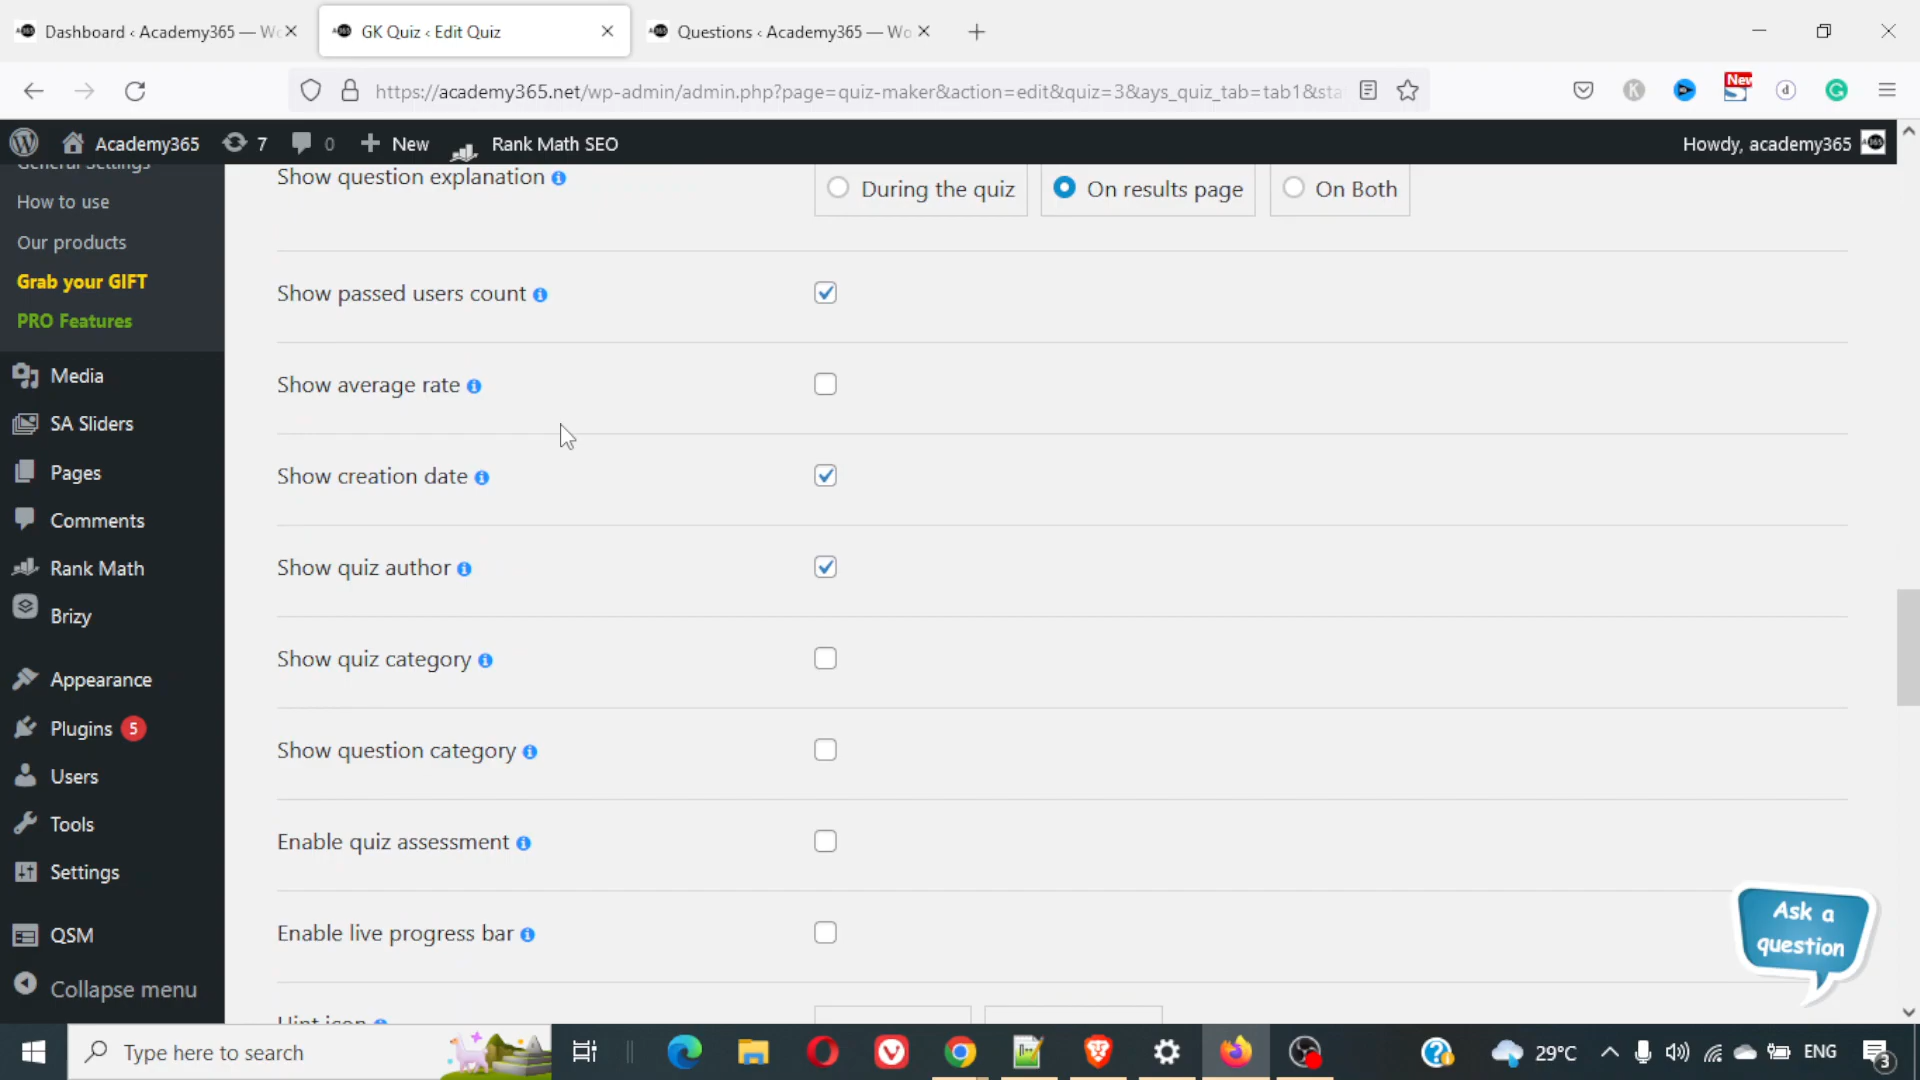 Dashboard ‹ Academy365 — Wo
GK Quiz ‹ Edit Quiz
Questions ‹ Academy365 — Wo
https://academy365.net/wp-admin/admin.php?page=quiz-maker&action=edit&quiz=3&ays_quiz_tab=tab1&sta
New
Academy365
7
0
New
Rank Math SEO
Howdy, academy365
General Settings
How to use
Our products
Grab your GIFT
PRO Features
Media
SA Sliders
Pages
Comments
Rank Math
Brizy
Appearance
Plugins 5
Users
Tools
Settings
QSM
Collapse menu
Show question explanation
During the quiz
On results page
On Both
Show passed users count
Show average rate
Show creation date
Show quiz author
Show quiz category
Show question category
Enable quiz assessment
Enable live progress bar
Hint icon
Ask a
question
Type here to search
29°C
ENG
3